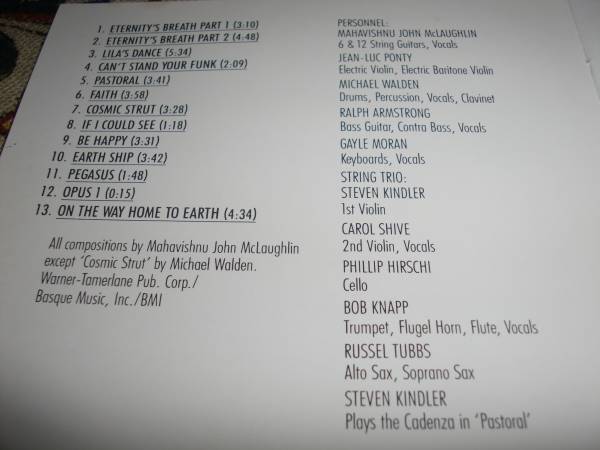 1. ETERNITY'S BREATH PART 1 (3:10)
2. ETERNITY'S BREATH PART 2 (4:48)
3. LILA'S DANCE (5:34)
4. CAN'T STAND YOUR FUNK (2:09)
5. PASTORAL (3:41)
6. FAITH (3:58)
7. COSMIC STRUT (3:28)
8. IF I COULD SEE (1:18)
9. BE HAPPY (3:31)
10. EARTH SHIP (3:42)
11. PEGASUS (1:48)
12. OPUS 1 (0:15)
13. ON THE WAY HOME TO EARTH (4:34)
All compositions by Mahavishnu John McLaughlin
except 'Cosmic Strut' by Michael Walden.
Warner-Tamerlane Pub. Corp./
Basque Music, Inc./BMI
PERSONNEL:
MAHAVISHNU JOHN McLAUGHLIN
6 & 12 String Guitars, Vocals
JEAN-LUC PONTY
Electric Violin, Electric Baritone Violin
MICHAEL WALDEN
Drums, Percussion, Vocals, Clavinet
RALPH ARMSTRONG
Bass Guitar, Contra Bass, Vocals
GAYLE MORAN
Keyboards, Vocals
STRING TRIO:
STEVEN KINDLER
1st Violin
CAROL SHIVE
2nd Violin, Vocals
PHILLIP HIRSCHI
Cello
BOB KNAPP
Trumpet, Flugel Horn, Flute, Vocals
RUSSEL TUBBS
Alto Sax, Soprano Sax
STEVEN KINDLER
Plays the Cadenza in 'Pastoral'